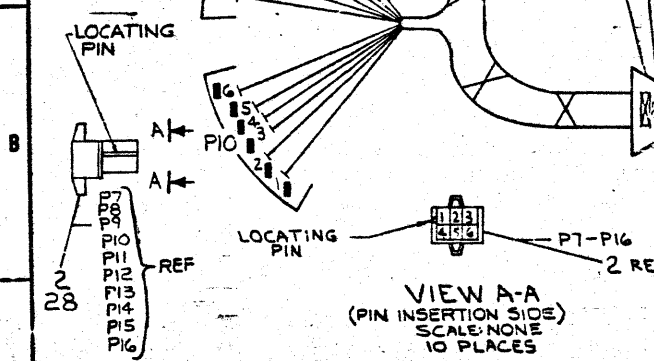 LOCATING
PIN
B
A
A
6
5
4
3
2
1
P10
P7
P8
P9
P10
P11
P12
P13
P14
P15
P16
REF
2
28
LOCATING
PIN
1 2 3
4 5 6
P7-P16
2 RE
VIEW A-A
(PIN INSERTION SIDE)
SCALE: NONE
10 PLACES